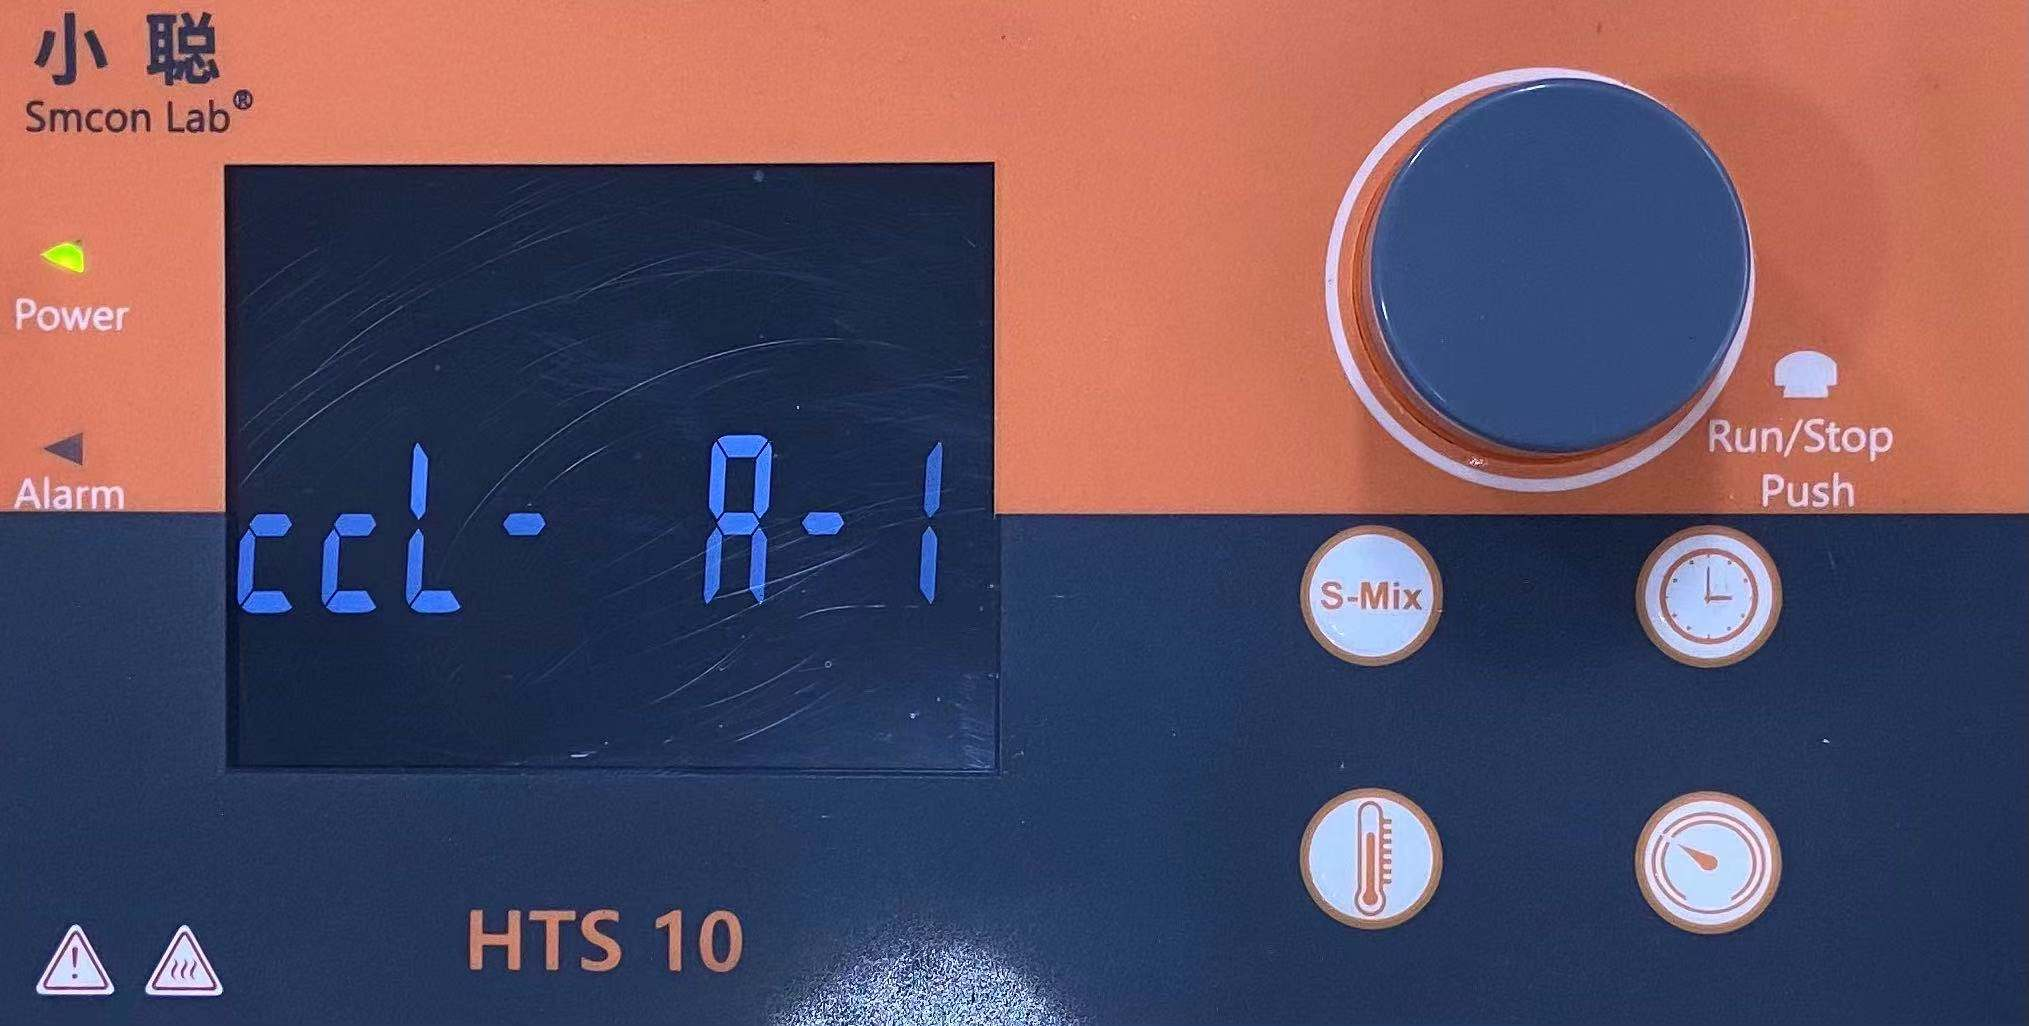 小聪
Smcon Lab®
Power
Alarm
ccL- A-1
Run/Stop
Push
S-Mix
HTS 10